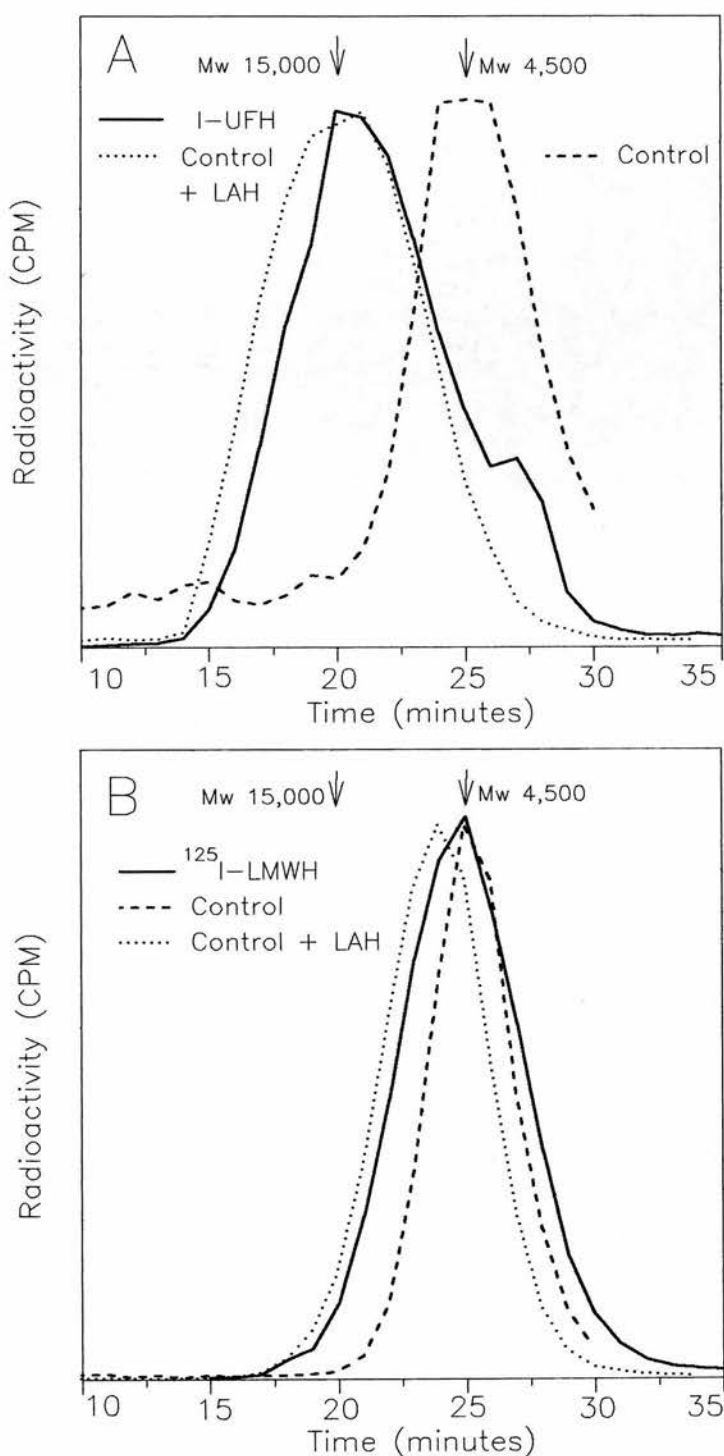 A
Mw 15,000
Mw 4,500
I-UFH
Control
+ LAH
Control
Radioactivity (CPM)
10 15 20 25 30 35
Time (minutes)
B
Mw 15,000
Mw 4,500
125I-LMWH
Control
Control + LAH
Radioactivity (CPM)
10 15 20 25 30 35
Time (minutes)